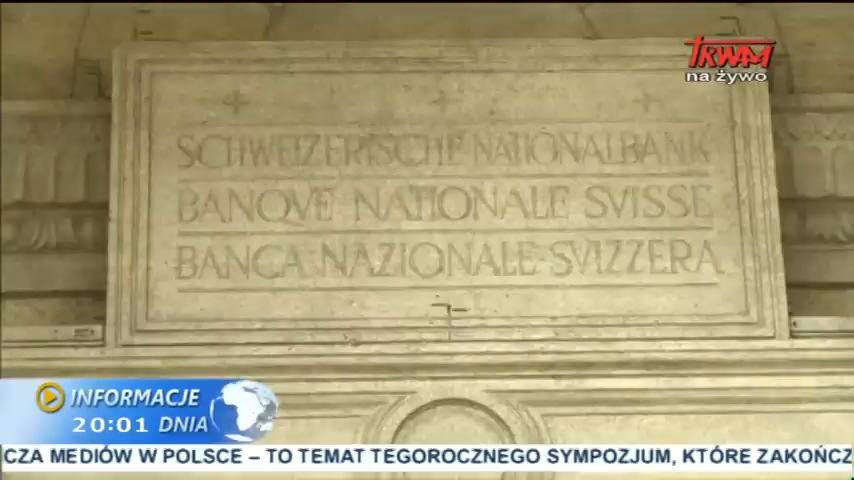 TRWAM
na żywo
SCHWEIZERISCHE NATIONALBANK
BANQVE NATIONALE SVISSE
BANCA NAZIONALE SVIZZERA
INFORMACJE
20:01 DNIA
CZA MEDIÓW W POLSCE – TO TEMAT TEGOROCZNEGO SYMPOZJUM, KTÓRE ZAKOŃCZ